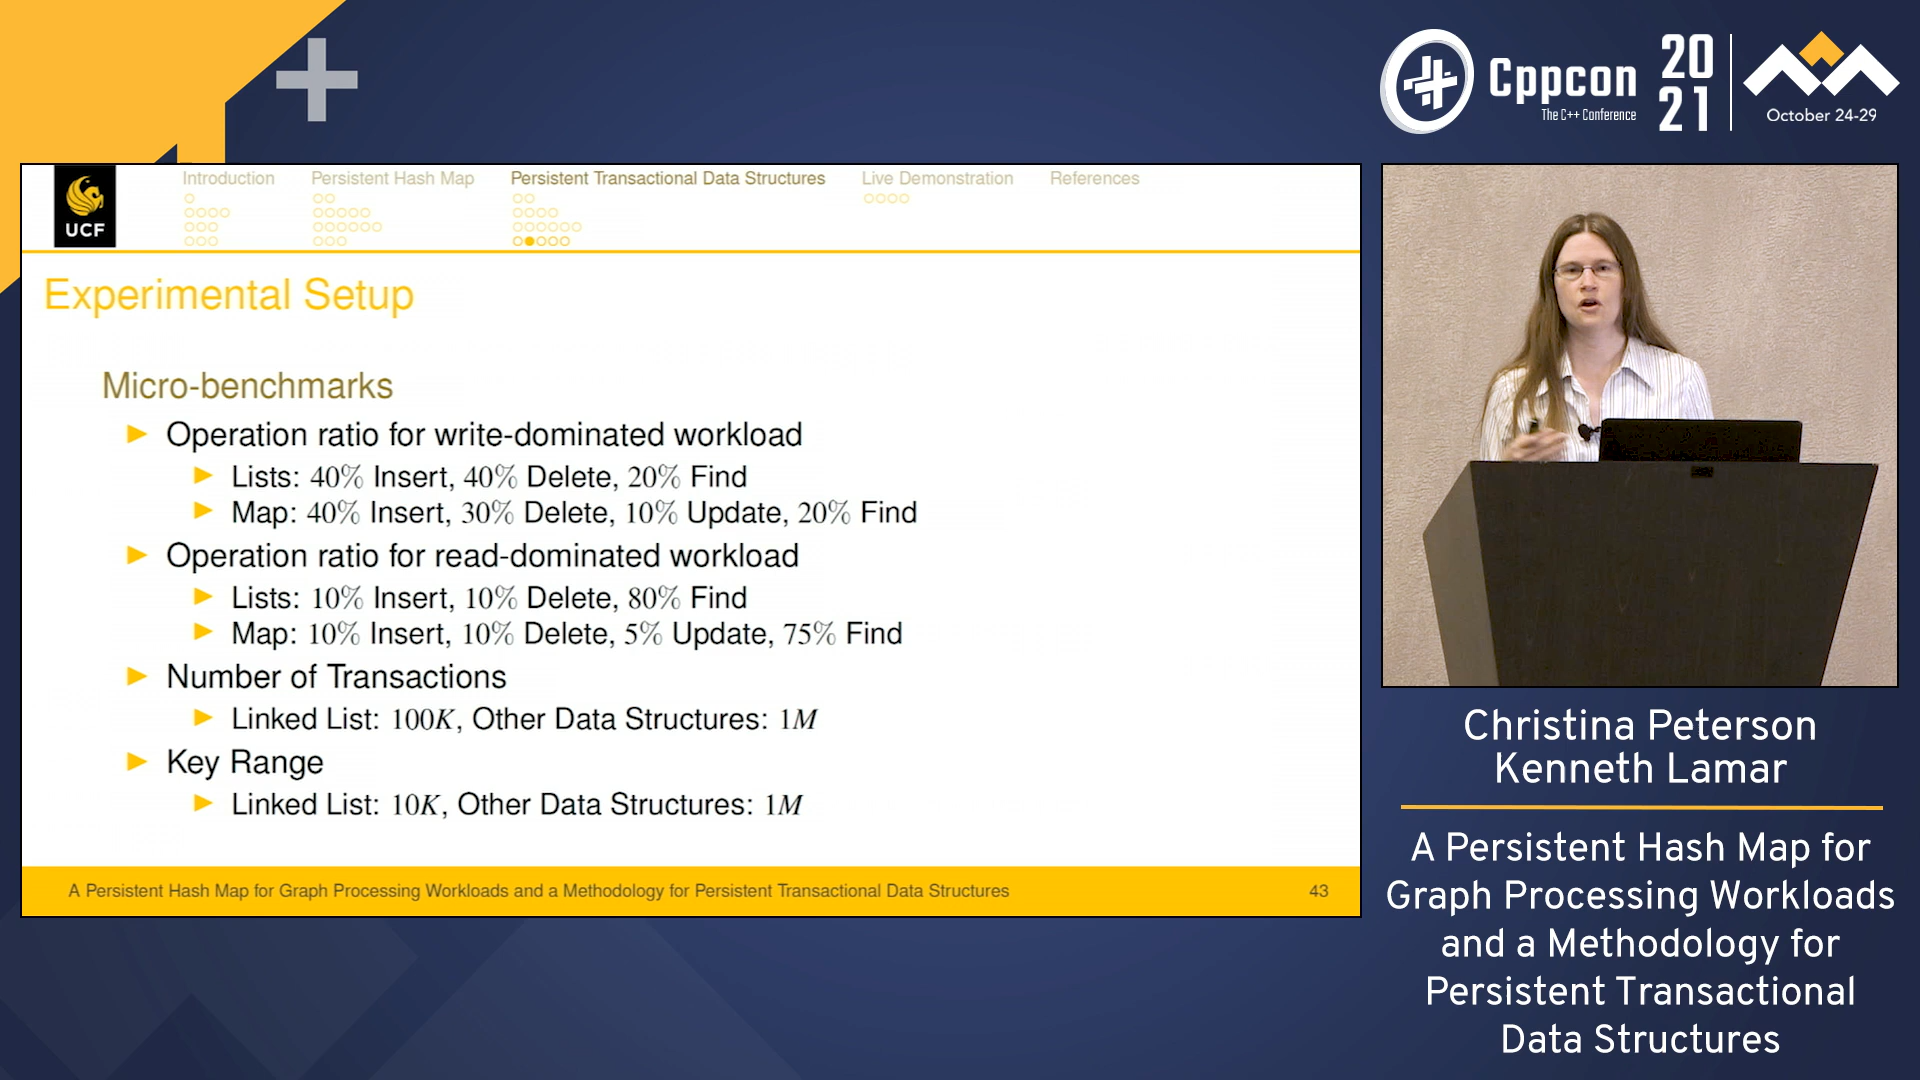 Cppcon
The C++ Conference
20
21
October 24-29
UCF
Introduction
Persistent Hash Map
Persistent Transactional Data Structures
Live Demonstration
References
Experimental Setup
Micro-benchmarks
Operation ratio for write-dominated workload
Lists: 40% Insert, 40% Delete, 20% Find
Map: 40% Insert, 30% Delete, 10% Update, 20% Find
Operation ratio for read-dominated workload
Lists: 10% Insert, 10% Delete, 80% Find
Map: 10% Insert, 10% Delete, 5% Update, 75% Find
Number of Transactions
Linked List: 100K, Other Data Structures: 1M
Key Range
Linked List: 10K, Other Data Structures: 1M
A Persistent Hash Map for Graph Processing Workloads and a Methodology for Persistent Transactional Data Structures
43
Christina Peterson
Kenneth Lamar
A Persistent Hash Map for
Graph Processing Workloads
and a Methodology for
Persistent Transactional
Data Structures